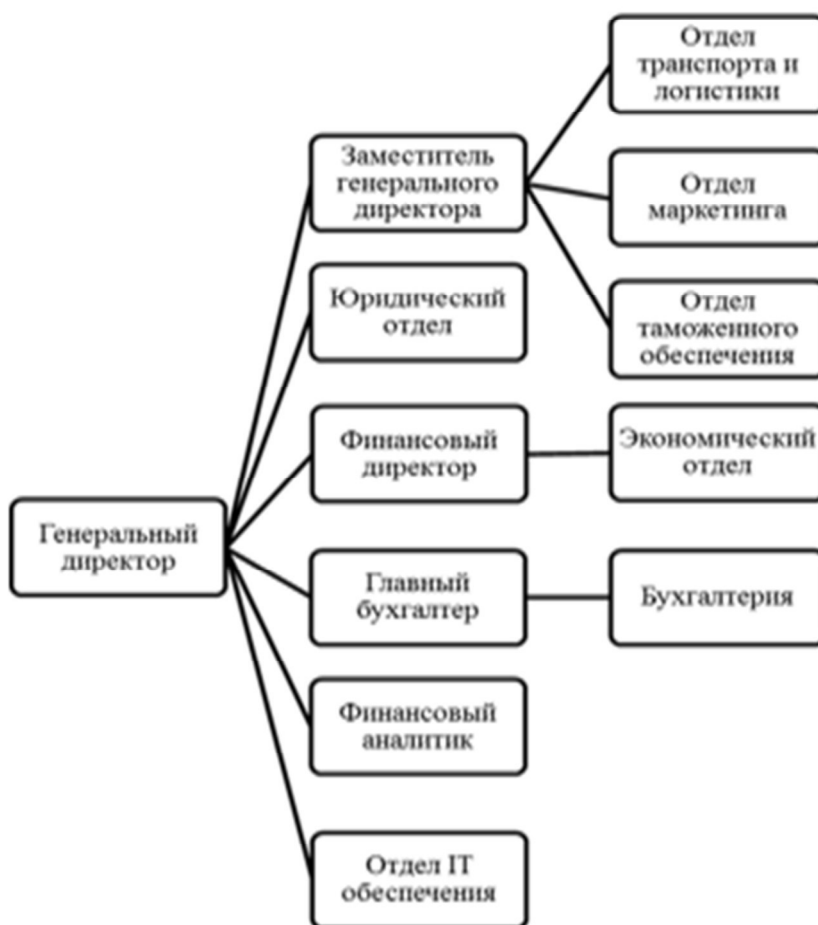 Генеральный
директор
Заместитель
генерального
директора
Юридический
отдел
Финансовый
директор
Главный
бухгалтер
Финансовый
аналитик
Отдел IT
обеспечения
Отдел
транспорта и
логистики
Отдел
маркетинга
Отдел
таможенного
обеспечения
Экономический
отдел
Бухгалтерия